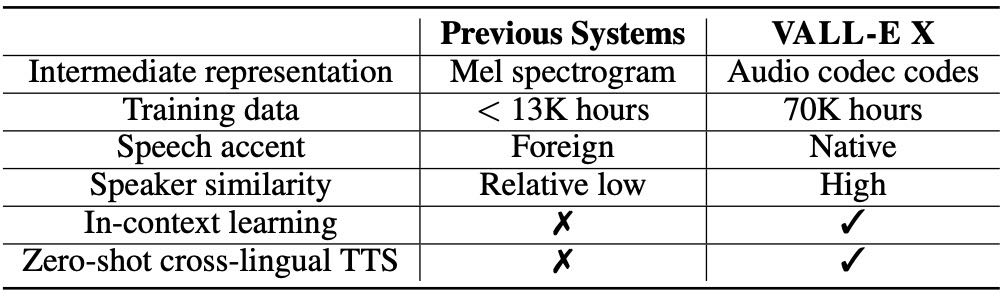 Previous Systems VALL-E X
Intermediate representation Mel spectrogram Audio codec codes
Training data < 13K hours 70K hours
Speech accent Foreign Native
Speaker similarity Relative low High
In-context learning ✗ ✓
Zero-shot cross-lingual TTS ✗ ✓